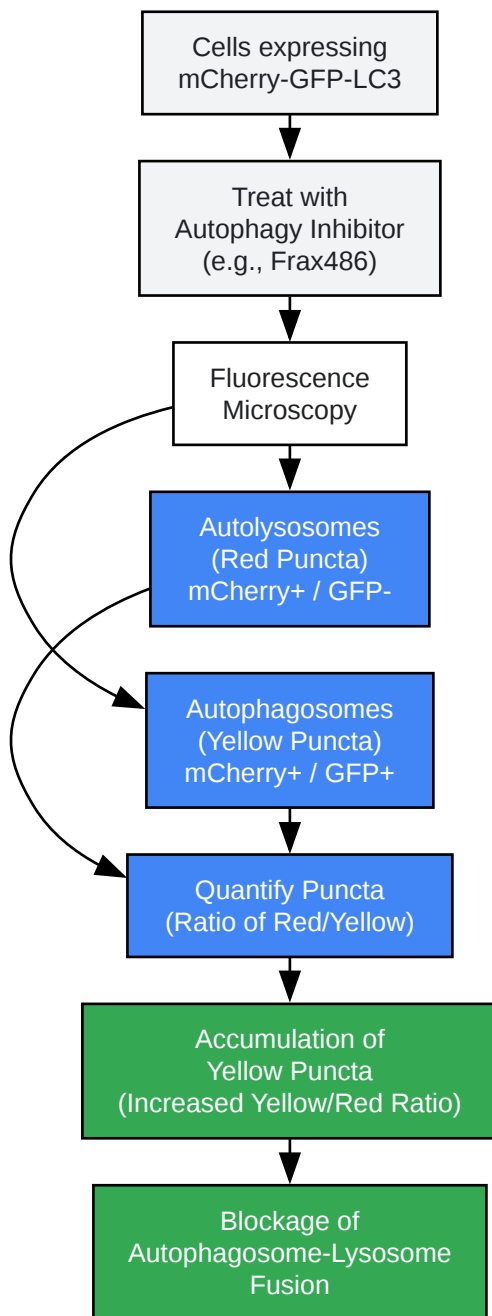 Cells expressing
mCherry-GFP-LC3
Treat with
Autophagy Inhibitor
(e.g., Frax486)
Fluorescence
Microscopy
Autolysosomes
(Red Puncta)
mCherry+ / GFP-
Autophagosomes
(Yellow Puncta)
mCherry+ / GFP+
Quantify Puncta
(Ratio of Red/Yellow)
Accumulation of
Yellow Puncta
(Increased Yellow/Red Ratio)
Blockage of
Autophagosome-Lysosome
Fusion